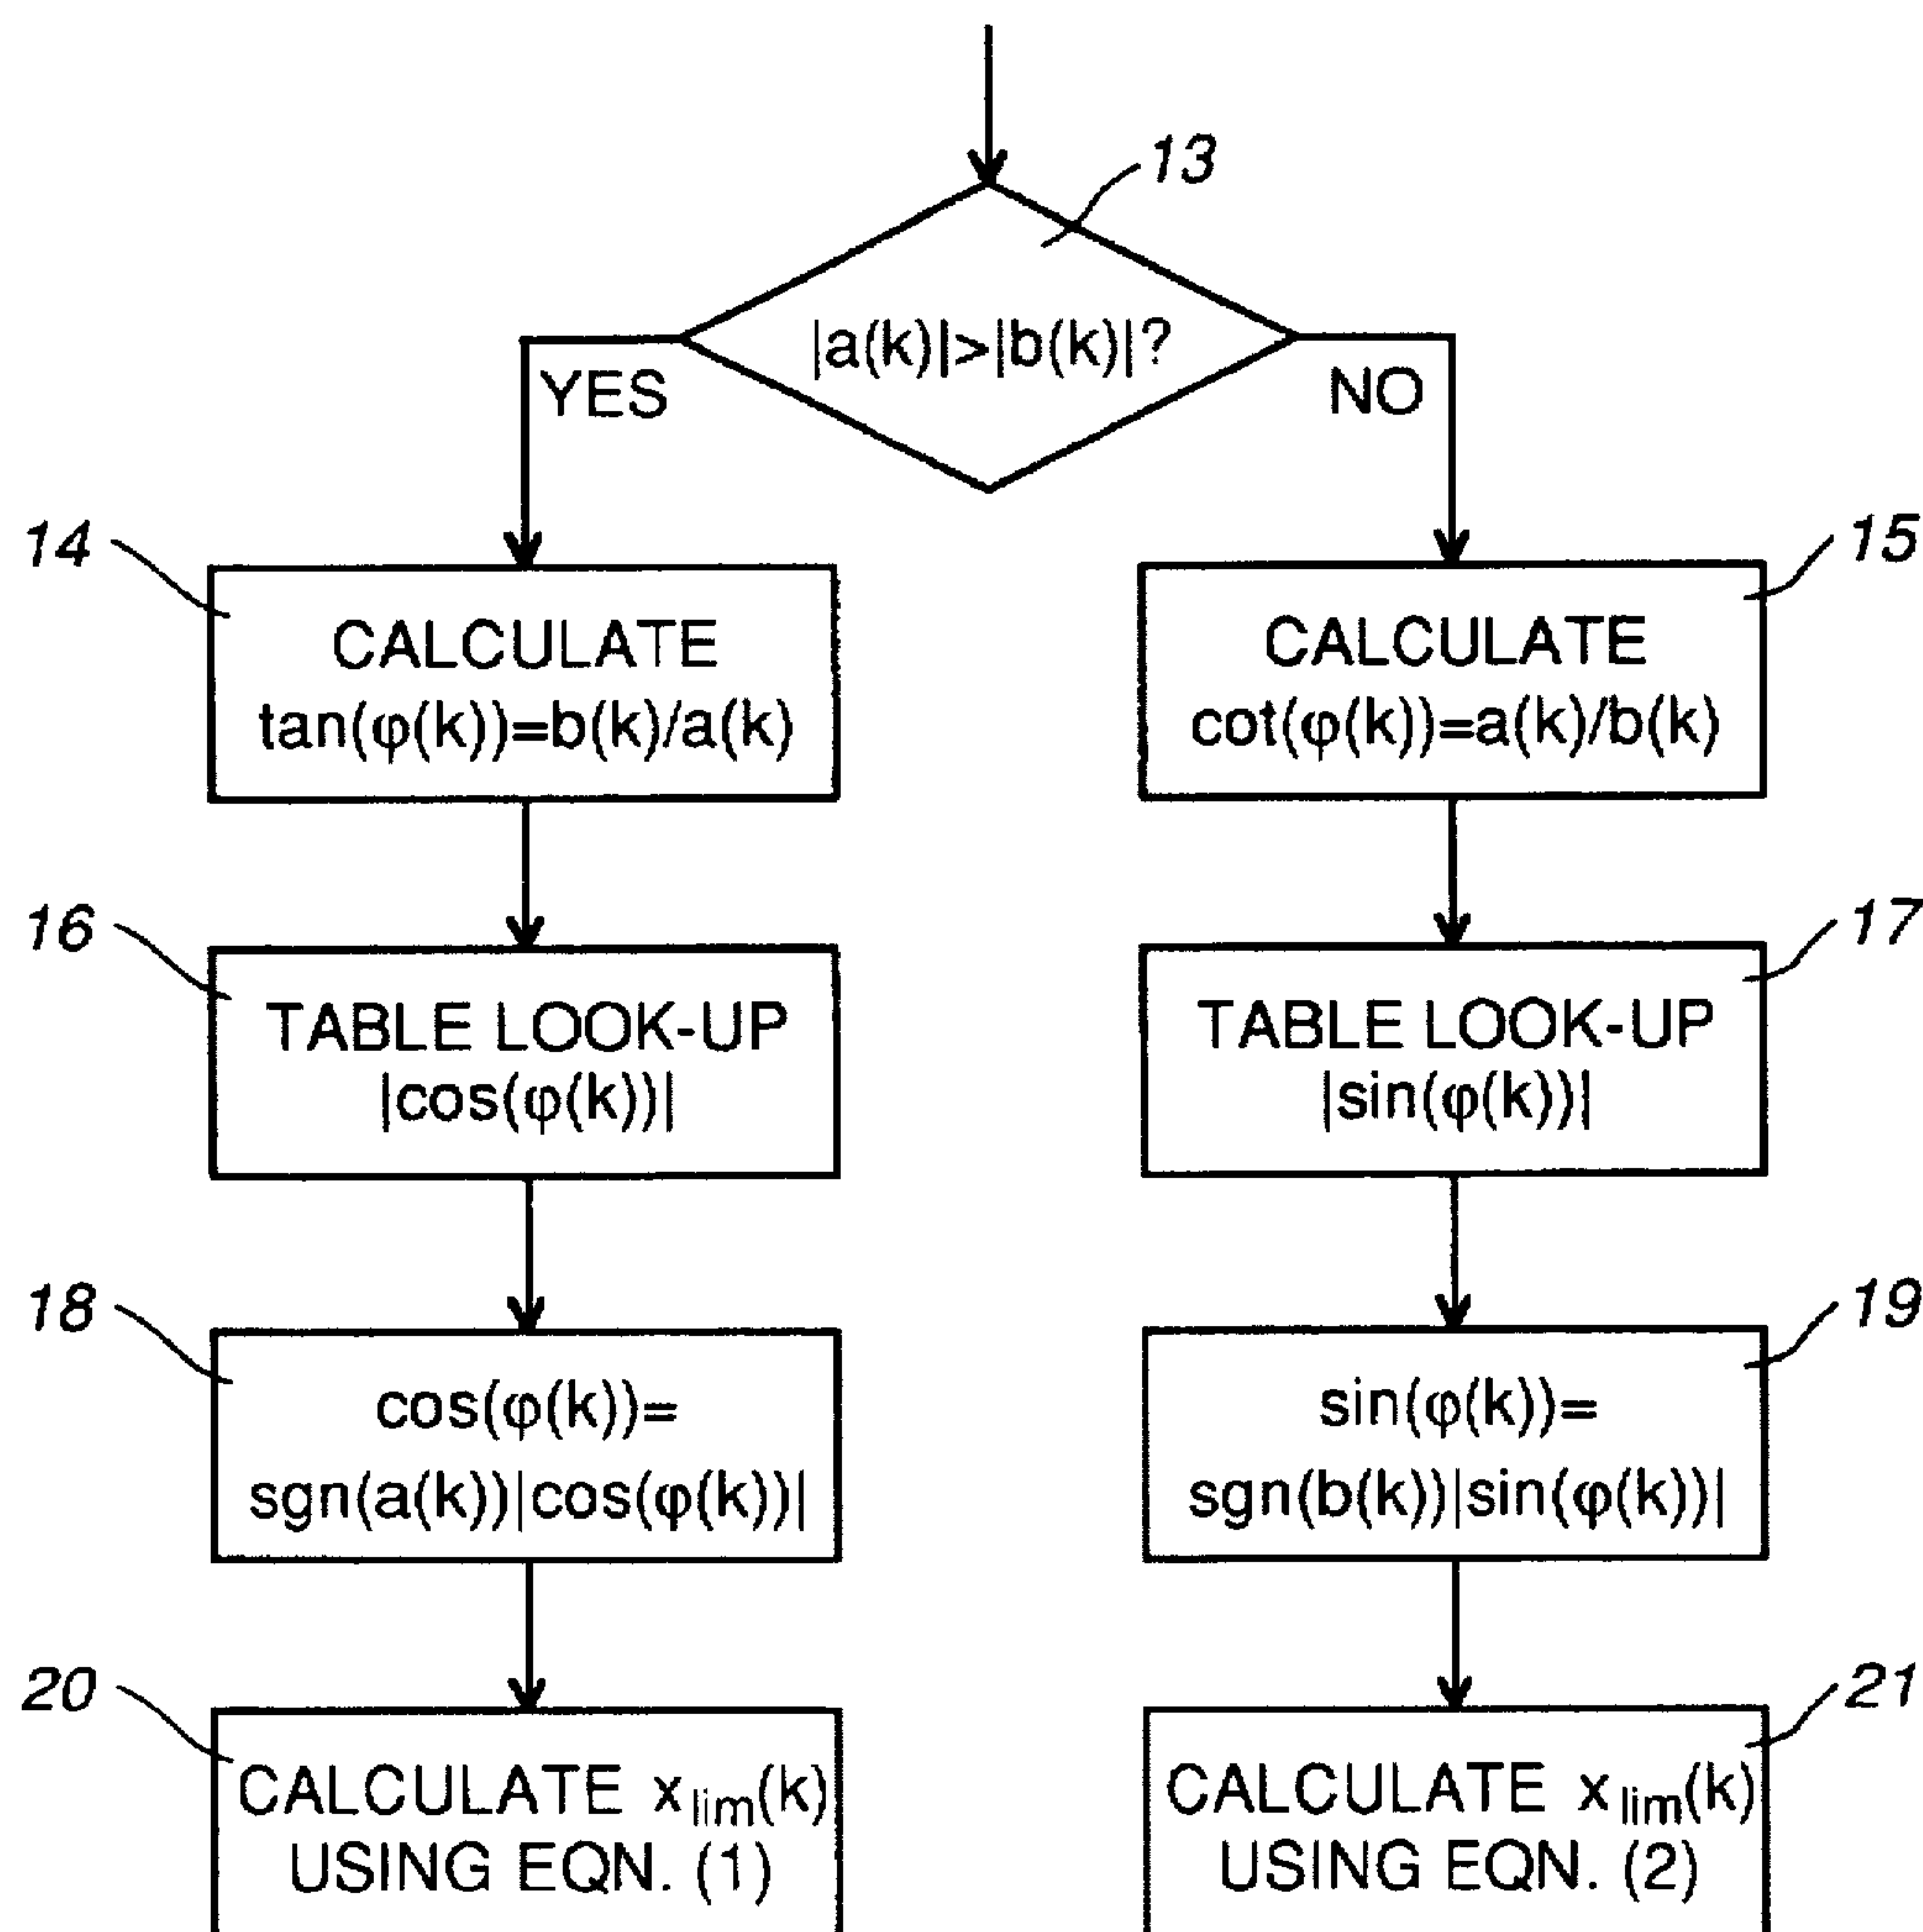 13
|a(k)|>|b(k)|?
YES
NO
14
CALCULATE
tan(φ(k))=b(k)/a(k)
15
CALCULATE
cot(φ(k))=a(k)/b(k)
16
TABLE LOOK-UP
|cos(φ(k))|
17
TABLE LOOK-UP
|sin(φ(k))|
18
cos(φ(k))=
sgn(a(k))|cos(φ(k))|
19
sin(φ(k))=
sgn(b(k))|sin(φ(k))|
20
CALCULATE x_lim(k)
USING EQN. (1)
21
CALCULATE x_lim(k)
USING EQN. (2)